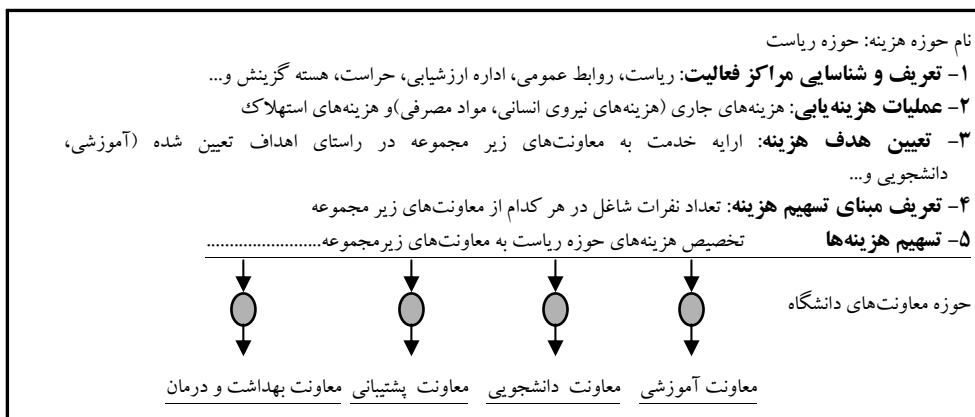 نام حوزه هزینه: حوزه ریاست
۱- تعریف و شناسایی مراکز فعالیت: ریاست، روابط عمومی، اداره ارزشیابی، حراست، هسته گزینش و...
۲- عملیات هزینه‌یابی: هزینه‌های جاری (هزینه‌های نیروی انسانی، مواد مصرفی)و هزینه‌های استهلاک
۳- تعیین هدف هزینه: ارایه خدمت به معاونت‌های زیر مجموعه در راستای اهداف تعیین شده (آموزشی،
دانشجویی و...
۴- تعریف مبنای تسهیم هزینه: تعداد نفرات شاغل در هر کدام از معاونت‌های زیر مجموعه
۵- تسهیم هزینه‌ها تخصیص هزینه‌های حوزه ریاست به معاونت‌های زیرمجموعه.........................
حوزه معاونت‌های دانشگاه
معاونت آموزشی معاونت دانشجویی معاونت پشتیبانی معاونت بهداشت و درمان